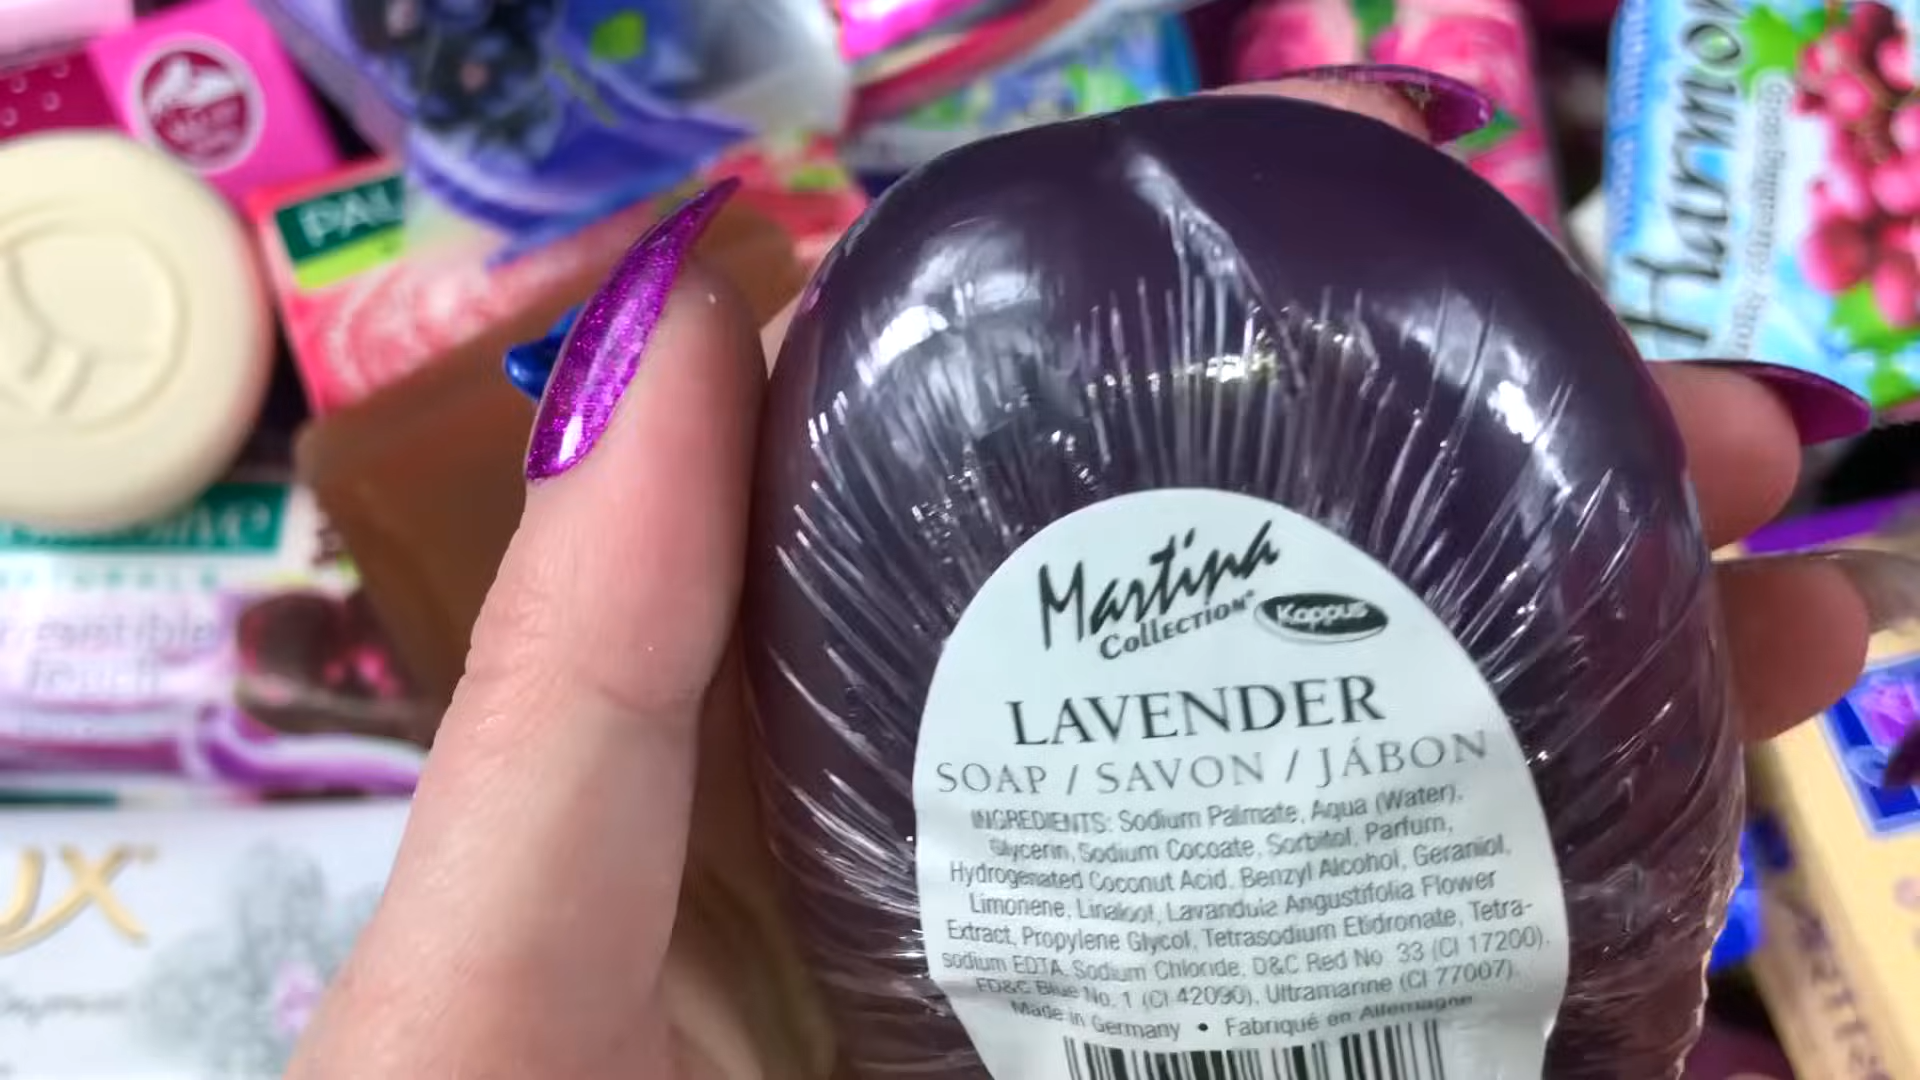 PAL
Harmon
Martina
Collection®
Kappus
LAVENDER
SOAP / SAVON / JÁBON
INGREDIENTS: Sodium Palmate, Aqua (Water),
Glycerin, Sodium Cocoate, Sorbitol, Parfum,
Hydrogenated Coconut Acid, Benzyl Alcohol, Geraniol,
Limonene, Linalool, Lavandula Angustifolia Flower
Extract, Propylene Glycol, Tetrasodium Etidronate, Tetra-
sodium EDTA, Sodium Chloride, D&C Red No. 33 (CI 17200),
FD&C Blue No. 1 (CI 42090), Ultramarine (CI 77007).
Made in Germany • Fabriqué en Allemagne
UX